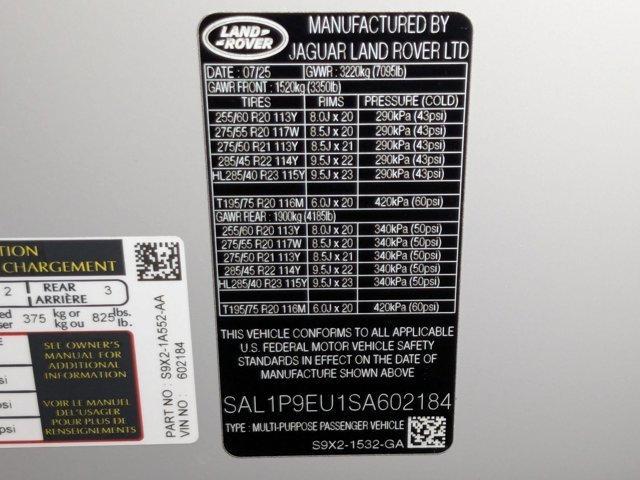 LAND
ROVER
MANUFACTURED BY
JAGUAR LAND ROVER LTD
DATE : 07/25 GVWR : 3220kg (7095lb)
GAWR FRONT : 1520kg (3350lb)
TIRES RIMS PRESSURE (COLD)
255/60 R20 113Y 8.0J x 20 290kPa (43psi)
275/55 R20 117W 8.5J x 20 290kPa (43psi)
275/50 R21 113Y 8.5J x 21 290kPa (43psi)
285/45 R22 114Y 9.5J x 22 290kPa (43psi)
HL285/40 R23 115Y 9.5J x 23 290kPa (43psi)
T195/75 R20 116M 6.0J x 20 420kPa (60psi)
GAWR REAR : 1900kg (4185lb)
255/60 R20 113Y 8.0J x 20 340kPa (50psi)
275/55 R20 117W 8.5J x 20 340kPa (50psi)
275/50 R21 113Y 8.5J x 21 340kPa (50psi)
285/45 R22 114Y 9.5J x 22 340kPa (50psi)
HL285/40 R23 115Y 9.5J x 23 340kPa (50psi)
T195/75 R20 116M 6.0J x 20 420kPa (60psi)
THIS VEHICLE CONFORMS TO ALL APPLICABLE
U.S. FEDERAL MOTOR VEHICLE SAFETY
STANDARDS IN EFFECT ON THE DATE OF
MANUFACTURE SHOWN ABOVE
SAL1P9EU1SA602184
TYPE : MULTI-PURPOSE PASSENGER VEHICLE
S9X2-1532-GA
TION
CHARGEMENT
2 REAR 3
ARRIÈRE
375 kg 825 lbs.
ou lb.
SEE OWNER'S
MANUAL FOR
ADDITIONAL
INFORMATION
VOIR LE MANUEL
DE L'USAGER
POUR PLUS DE
RENSEIGNEMENTS
PART NO : S9X2-1A552-AA
VIN NO : 602184